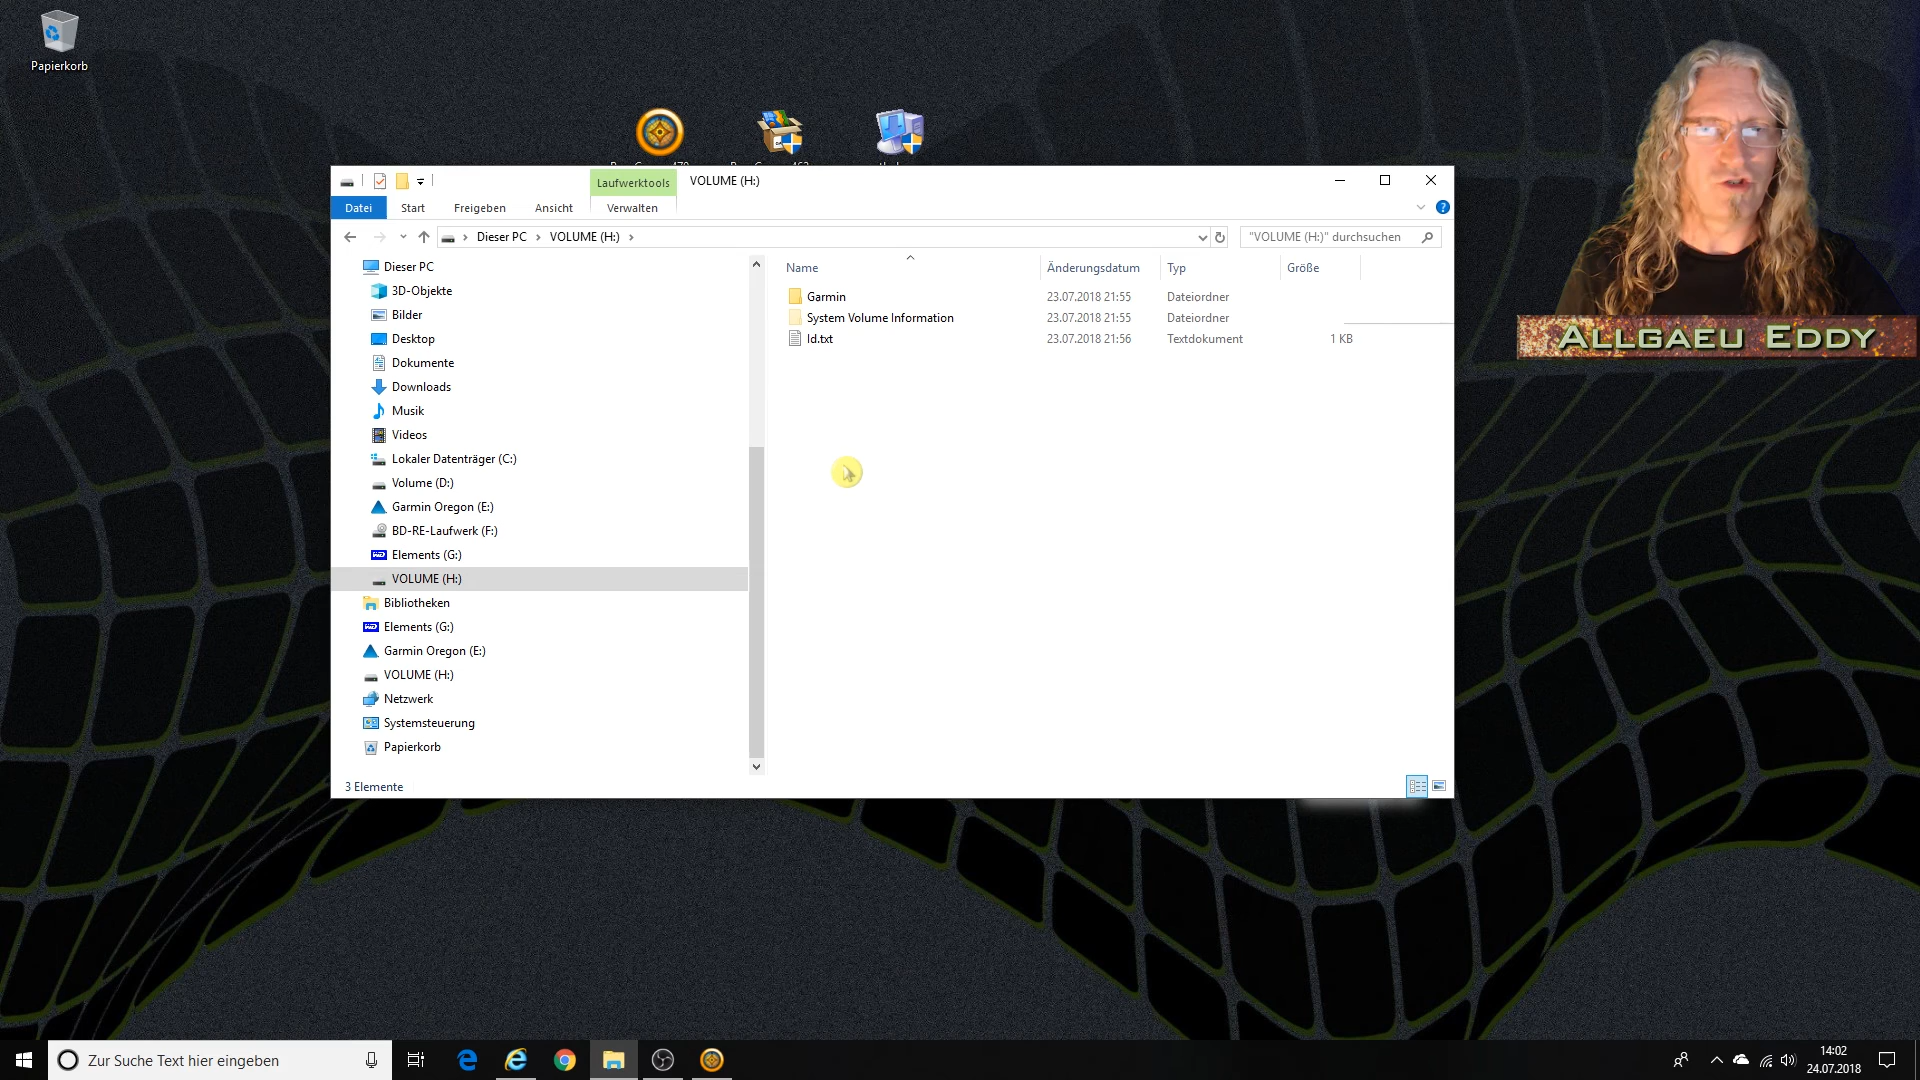 Papierkorb
Laufwerktools
VOLUME (H:)
Datei
Start
Freigeben
Ansicht
Verwalten
Dieser PC
VOLUME (H:)
"VOLUME (H:)" durchsuchen
Name
Änderungsdatum
Typ
Größe
Garmin 23.07.2018 21:55 Dateiordner
System Volume Information 23.07.2018 21:55 Dateiordner
Id.txt 23.07.2018 21:56 Textdokument 1 KB
Dieser PC
3D-Objekte
Bilder
Desktop
Dokumente
Downloads
Musik
Videos
Lokaler Datenträger (C:)
Volume (D:)
Garmin Oregon (E:)
BD-RE-Laufwerk (F:)
Elements (G:)
VOLUME (H:)
Bibliotheken
Elements (G:)
Garmin Oregon (E:)
VOLUME (H:)
Netzwerk
Systemsteuerung
Papierkorb
3 Elemente
ALLGAEU EDDY
Zur Suche Text hier eingeben
14:02
24.07.2018